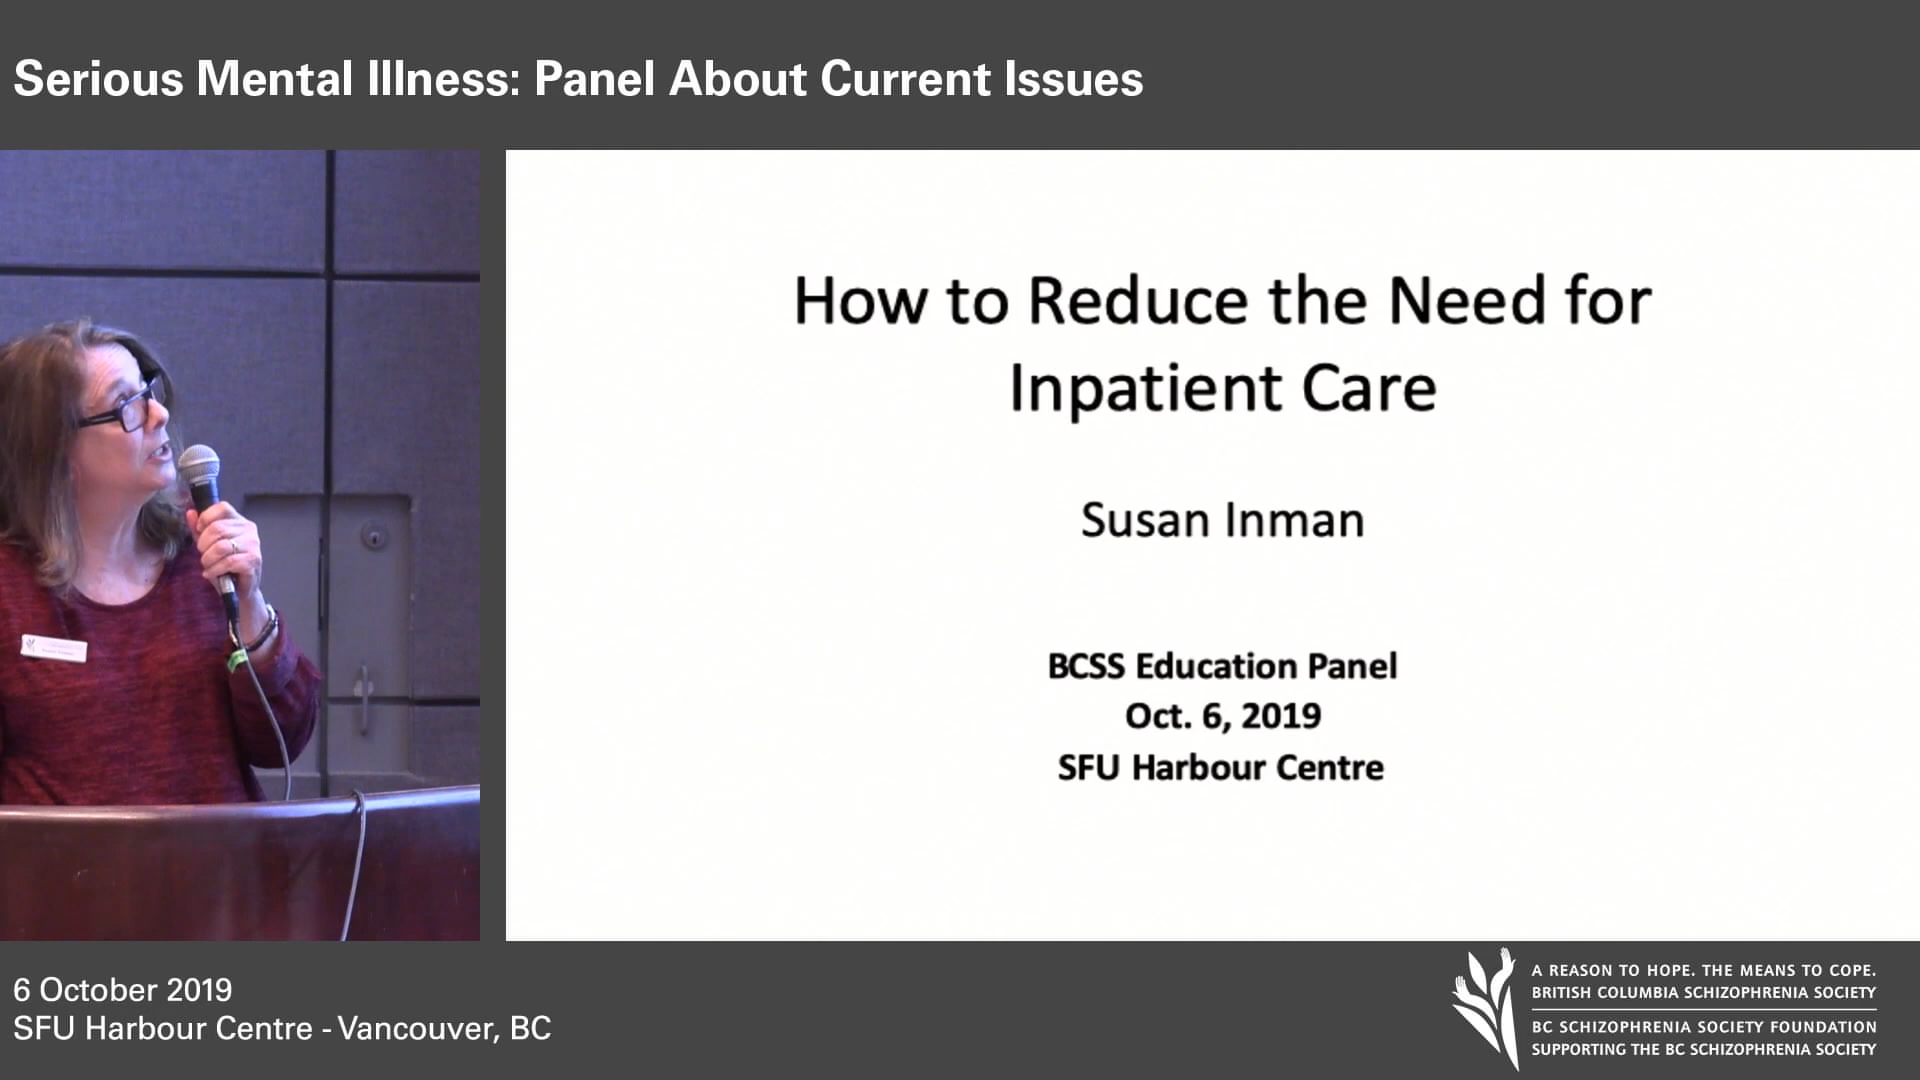 Serious Mental Illness: Panel About Current Issues
How to Reduce the Need for
Inpatient Care
Susan Inman
BCSS Education Panel
Oct. 6, 2019
SFU Harbour Centre
6 October 2019
SFU Harbour Centre - Vancouver, BC
A REASON TO HOPE. THE MEANS TO COPE.
BRITISH COLUMBIA SCHIZOPHRENIA SOCIETY
BC SCHIZOPHRENIA SOCIETY FOUNDATION
SUPPORTING THE BC SCHIZOPHRENIA SOCIETY